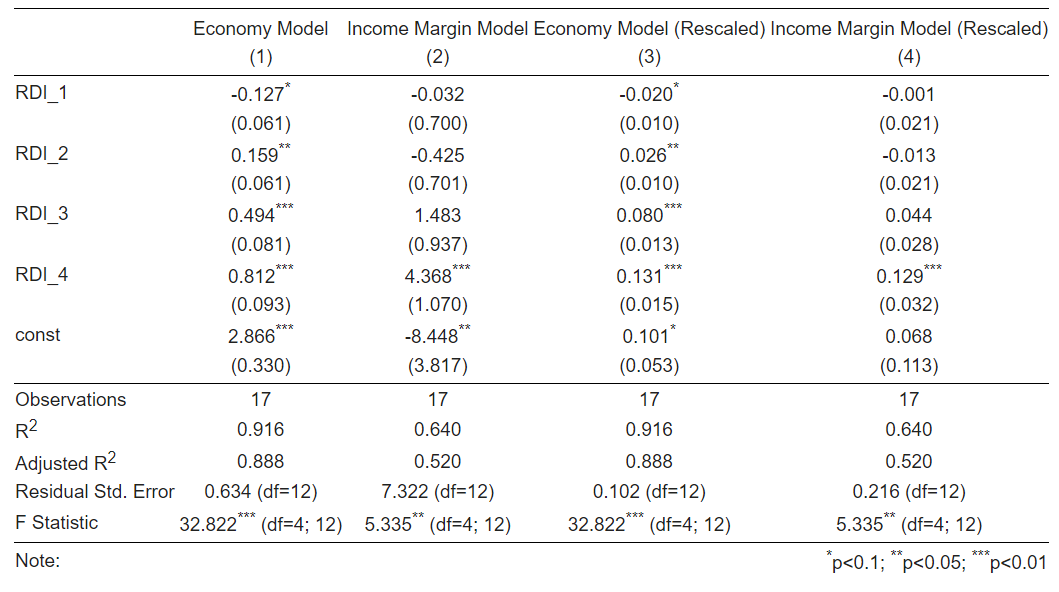 Economy Model Income Margin Model Economy Model (Rescaled) Income Margin Model (Rescaled)
(1) (2) (3) (4)
RDI_1 -0.127* -0.032 -0.020* -0.001
(0.061) (0.700) (0.010) (0.021)
RDI_2 0.159** -0.425 0.026** -0.013
(0.061) (0.701) (0.010) (0.021)
RDI_3 0.494*** 1.483 0.080*** 0.044
(0.081) (0.937) (0.013) (0.028)
RDI_4 0.812*** 4.368*** 0.131*** 0.129***
(0.093) (1.070) (0.015) (0.032)
const 2.866*** -8.448** 0.101* 0.068
(0.330) (3.817) (0.053) (0.113)
Observations 17 17 17 17
R2 0.916 0.640 0.916 0.640
Adjusted R2 0.888 0.520 0.888 0.520
Residual Std. Error 0.634 (df=12) 7.322 (df=12) 0.102 (df=12) 0.216 (df=12)
F Statistic 32.822*** (df=4; 12) 5.335** (df=4; 12) 32.822*** (df=4; 12) 5.335** (df=4; 12)
Note: *p<0.1; **p<0.05; ***p<0.01